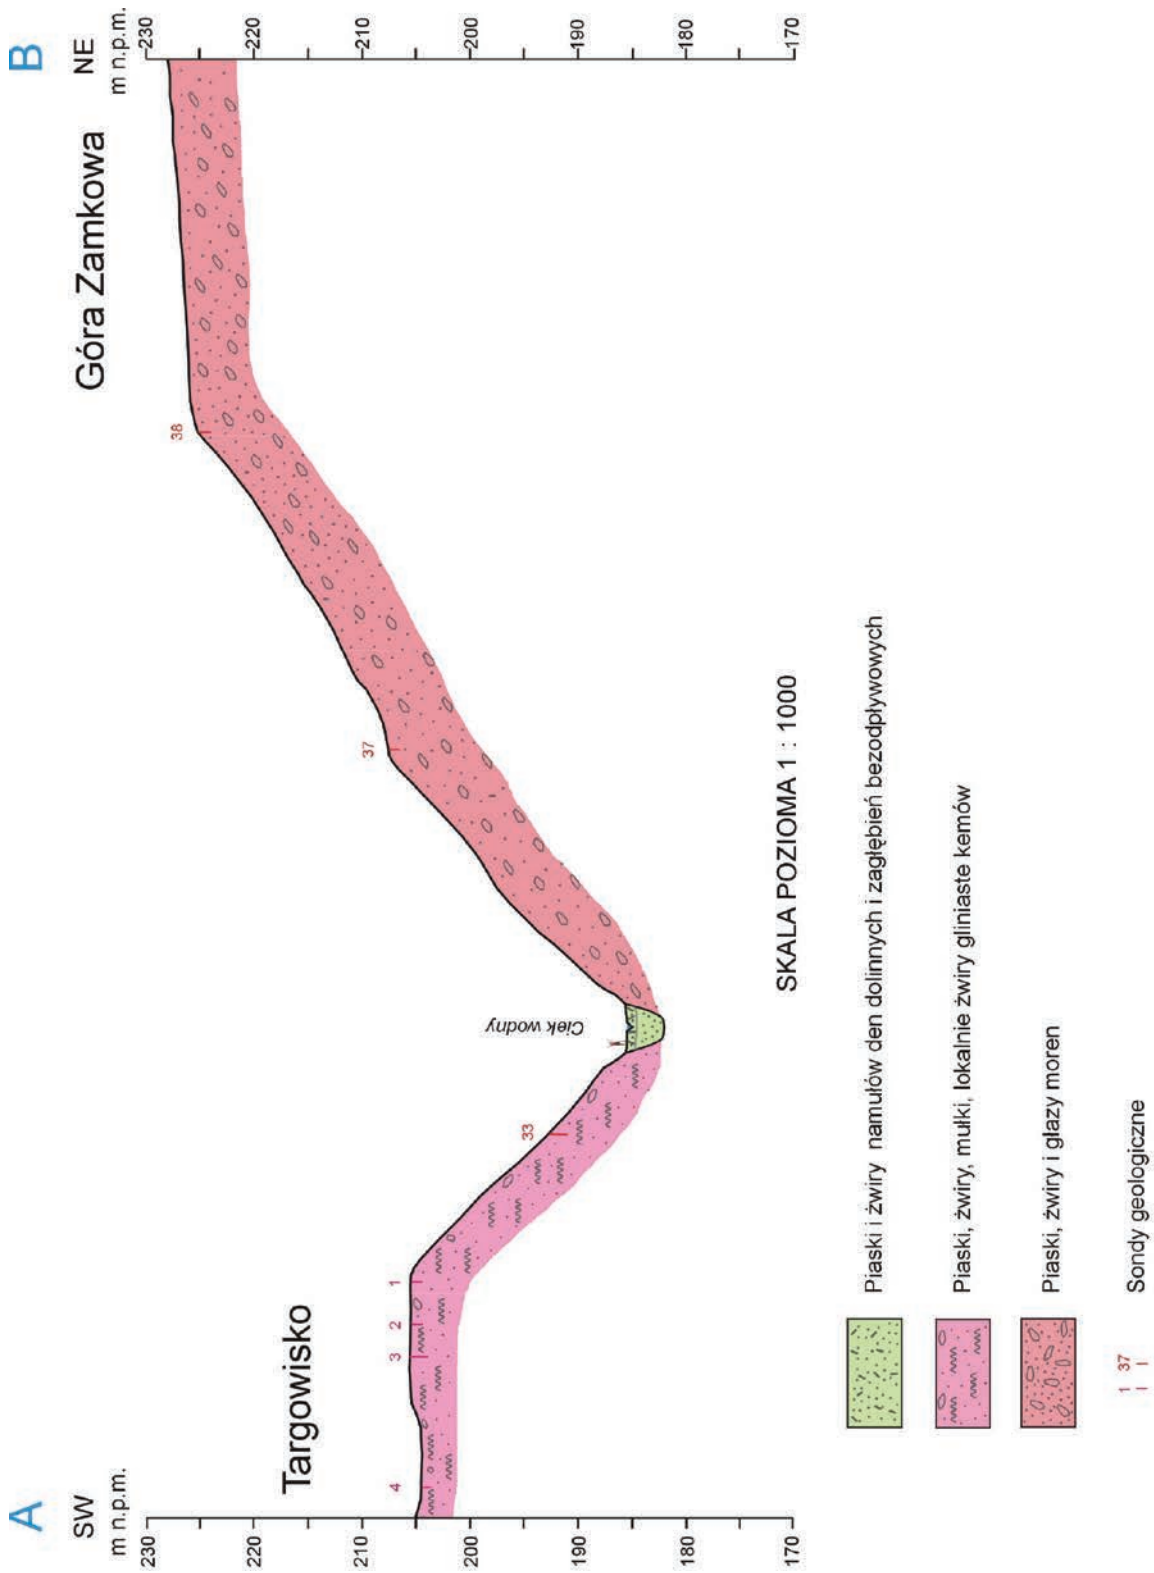 A
B
SW
NE
m n.p.m.
m n.p.m.
Targowisko
Góra Zamkowa
230
220
210
200
190
180
170
230
220
210
200
190
180
170
4
3
2
1
33
37
38
Ciek wodny
SKALA POZIOMA 1 : 1000
Piaski i żwiry namułów den dolinnych i zagłębień bezodpływowych
Piaski, żwiry, mułki, lokalnie żwiry gliniaste kemów
Piaski, żwiry i głazy moren
1 37
Sondy geologiczne